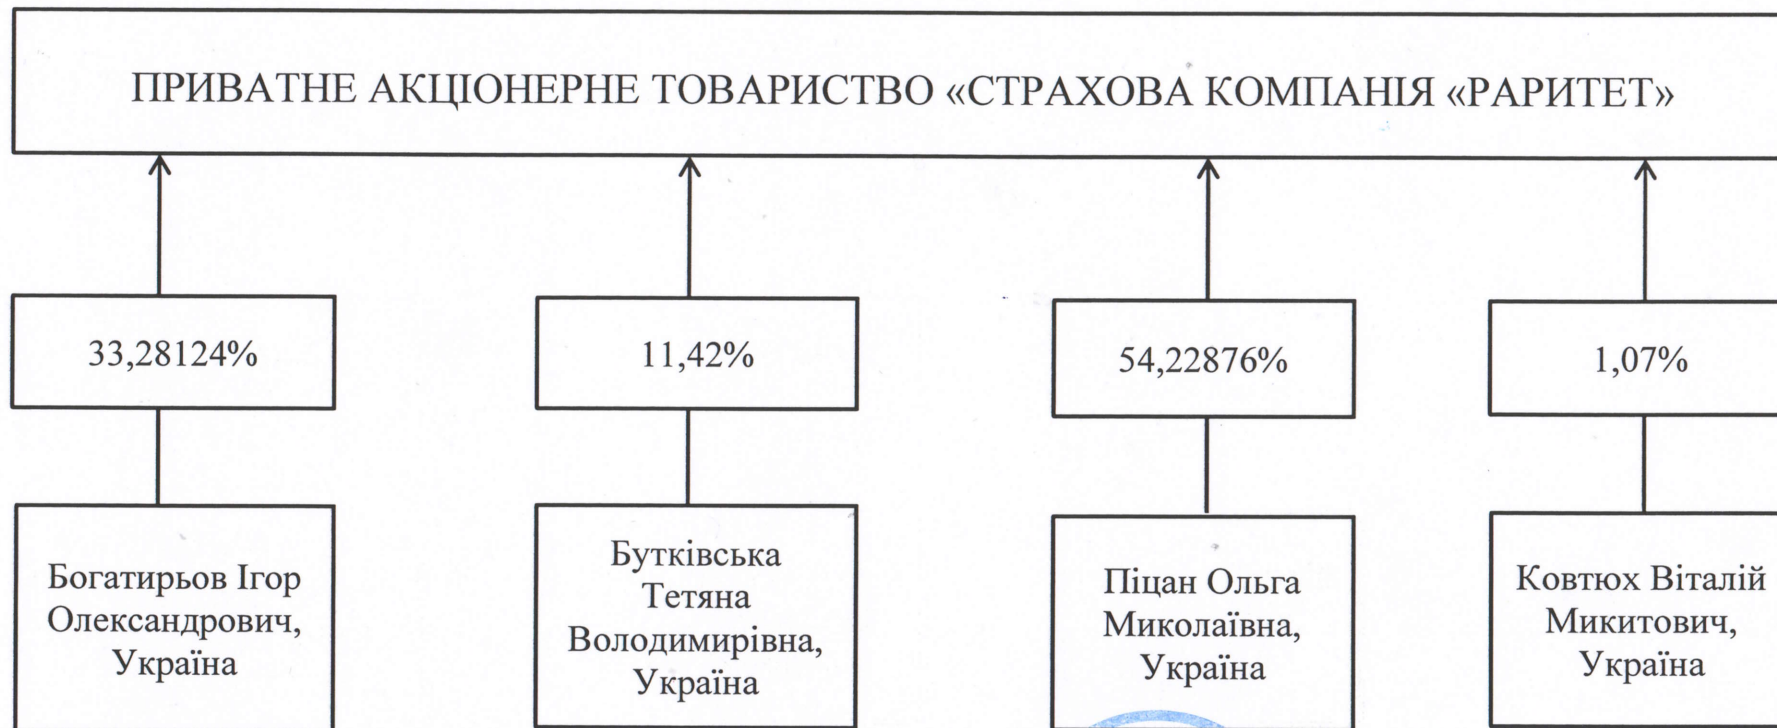 ПРИВАТНЕ АКЦІОНЕРНЕ ТОВАРИСТВО «СТРАХОВА КОМПАНІЯ «РАРИТЕТ»
33,28124%
11,42%
54,22876%
1,07%
Богатирьов Ігор
Олександрович,
Україна
Бутківська
Тетяна
Володимирівна,
Україна
Піцан Ольга
Миколаївна,
Україна
Ковтюх Віталій
Микитович,
Україна